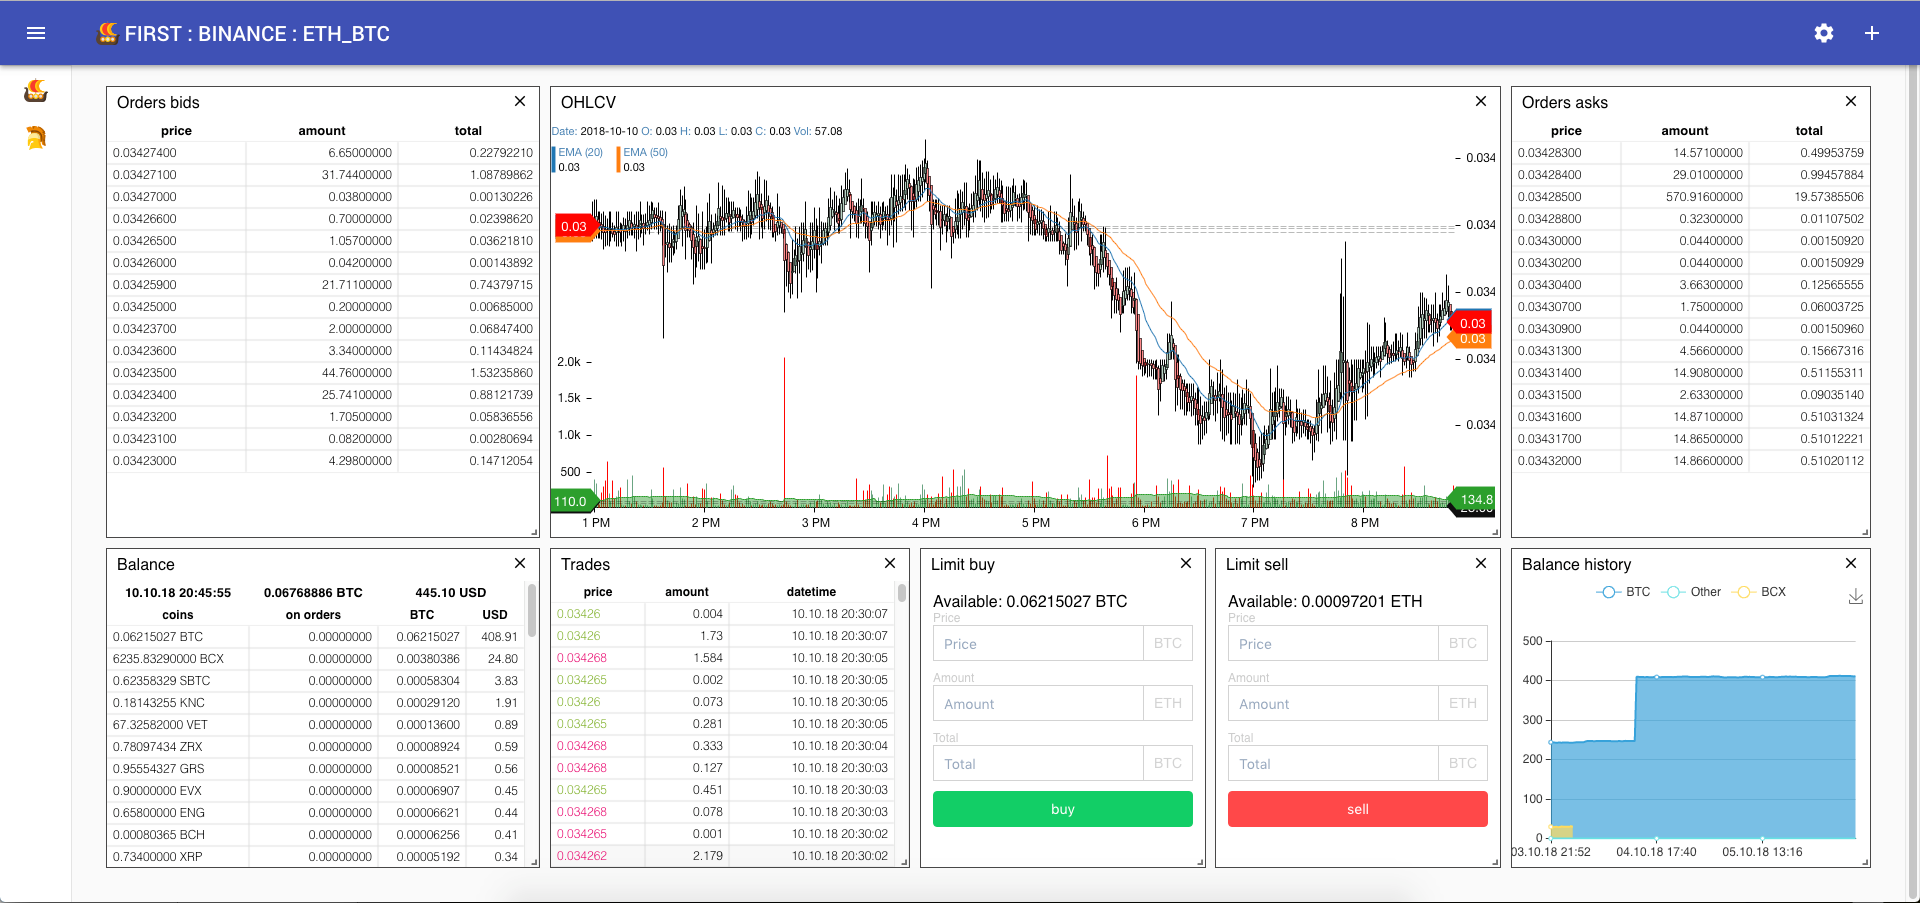 FIRST : BINANCE : ETH_BTC
Orders bids
price amount total
0.03427400 6.65000000 0.22792210
0.03427100 31.74400000 1.08789862
0.03427000 0.03800000 0.00130226
0.03426600 0.70000000 0.02398620
0.03426500 1.05700000 0.03621810
0.03426000 0.04200000 0.00143892
0.03425900 21.71100000 0.74379715
0.03425000 0.20000000 0.00685000
0.03423700 2.00000000 0.06847400
0.03423600 3.34000000 0.11434824
0.03423500 44.76000000 1.53235860
0.03423400 25.74100000 0.88121739
0.03423200 1.70500000 0.05836556
0.03423100 0.08200000 0.00280694
0.03423000 4.29800000 0.14712054
OHLCV
Date: 2018-10-10 O: 0.03 H: 0.03 L: 0.03 C: 0.03 Vol: 57.08
EMA (20) EMA (50)
0.03 0.03
0.034
0.034
0.034
0.034
0.034
0.03
0.03
0.03
2.0k
1.5k
1.0k
500
110.0
134.8
1 PM 2 PM 3 PM 4 PM 5 PM 6 PM 7 PM 8 PM
Orders asks
price amount total
0.03428300 14.57100000 0.49953759
0.03428400 29.01000000 0.99457884
0.03428500 570.91600000 19.57385506
0.03428800 0.32300000 0.01107502
0.03430000 0.04400000 0.00150920
0.03430200 0.04400000 0.00150929
0.03430400 3.66300000 0.12565555
0.03430700 1.75000000 0.06003725
0.03430900 0.04400000 0.00150960
0.03431300 4.56600000 0.15667316
0.03431400 14.90800000 0.51155311
0.03431500 2.63300000 0.09035140
0.03431600 14.87100000 0.51031324
0.03431700 14.86500000 0.51012221
0.03432000 14.86600000 0.51020112
Balance
10.10.18 20:45:55 0.06768886 BTC 445.10 USD
coins on orders BTC USD
0.06215027 BTC 0.00000000 0.06215027 408.91
6235.83290000 BCX 0.00000000 0.00380386 24.80
0.62358329 SBTC 0.00000000 0.00058304 3.83
0.18143255 KNC 0.00000000 0.00029120 1.91
67.32582000 VET 0.00000000 0.00013600 0.89
0.78097434 ZRX 0.00000000 0.00008924 0.59
0.95554327 GRS 0.00000000 0.00008521 0.56
0.90000000 EVX 0.00000000 0.00006907 0.45
0.65800000 ENG 0.00000000 0.00006621 0.44
0.00080365 BCH 0.00000000 0.00006256 0.41
0.73400000 XRP 0.00000000 0.00005192 0.34
Trades
price amount datetime
0.03426 0.004 10.10.18 20:30:07
0.03426 1.73 10.10.18 20:30:07
0.034268 1.584 10.10.18 20:30:05
0.034265 0.002 10.10.18 20:30:05
0.03426 0.073 10.10.18 20:30:05
0.034265 0.281 10.10.18 20:30:05
0.034268 0.333 10.10.18 20:30:04
0.034268 0.127 10.10.18 20:30:03
0.034265 0.451 10.10.18 20:30:03
0.034268 0.078 10.10.18 20:30:03
0.034265 0.001 10.10.18 20:30:02
0.034262 2.179 10.10.18 20:30:02
Limit buy
Available: 0.06215027 BTC
Price
Price BTC
Amount
Amount ETH
Total
Total BTC
buy
Limit sell
Available: 0.00097201 ETH
Price
Price BTC
Amount
Amount ETH
Total
Total BTC
sell
Balance history
BTC Other BCX
500
400
300
200
100
0
03.10.18 21:52 04.10.18 17:40 05.10.18 13:16